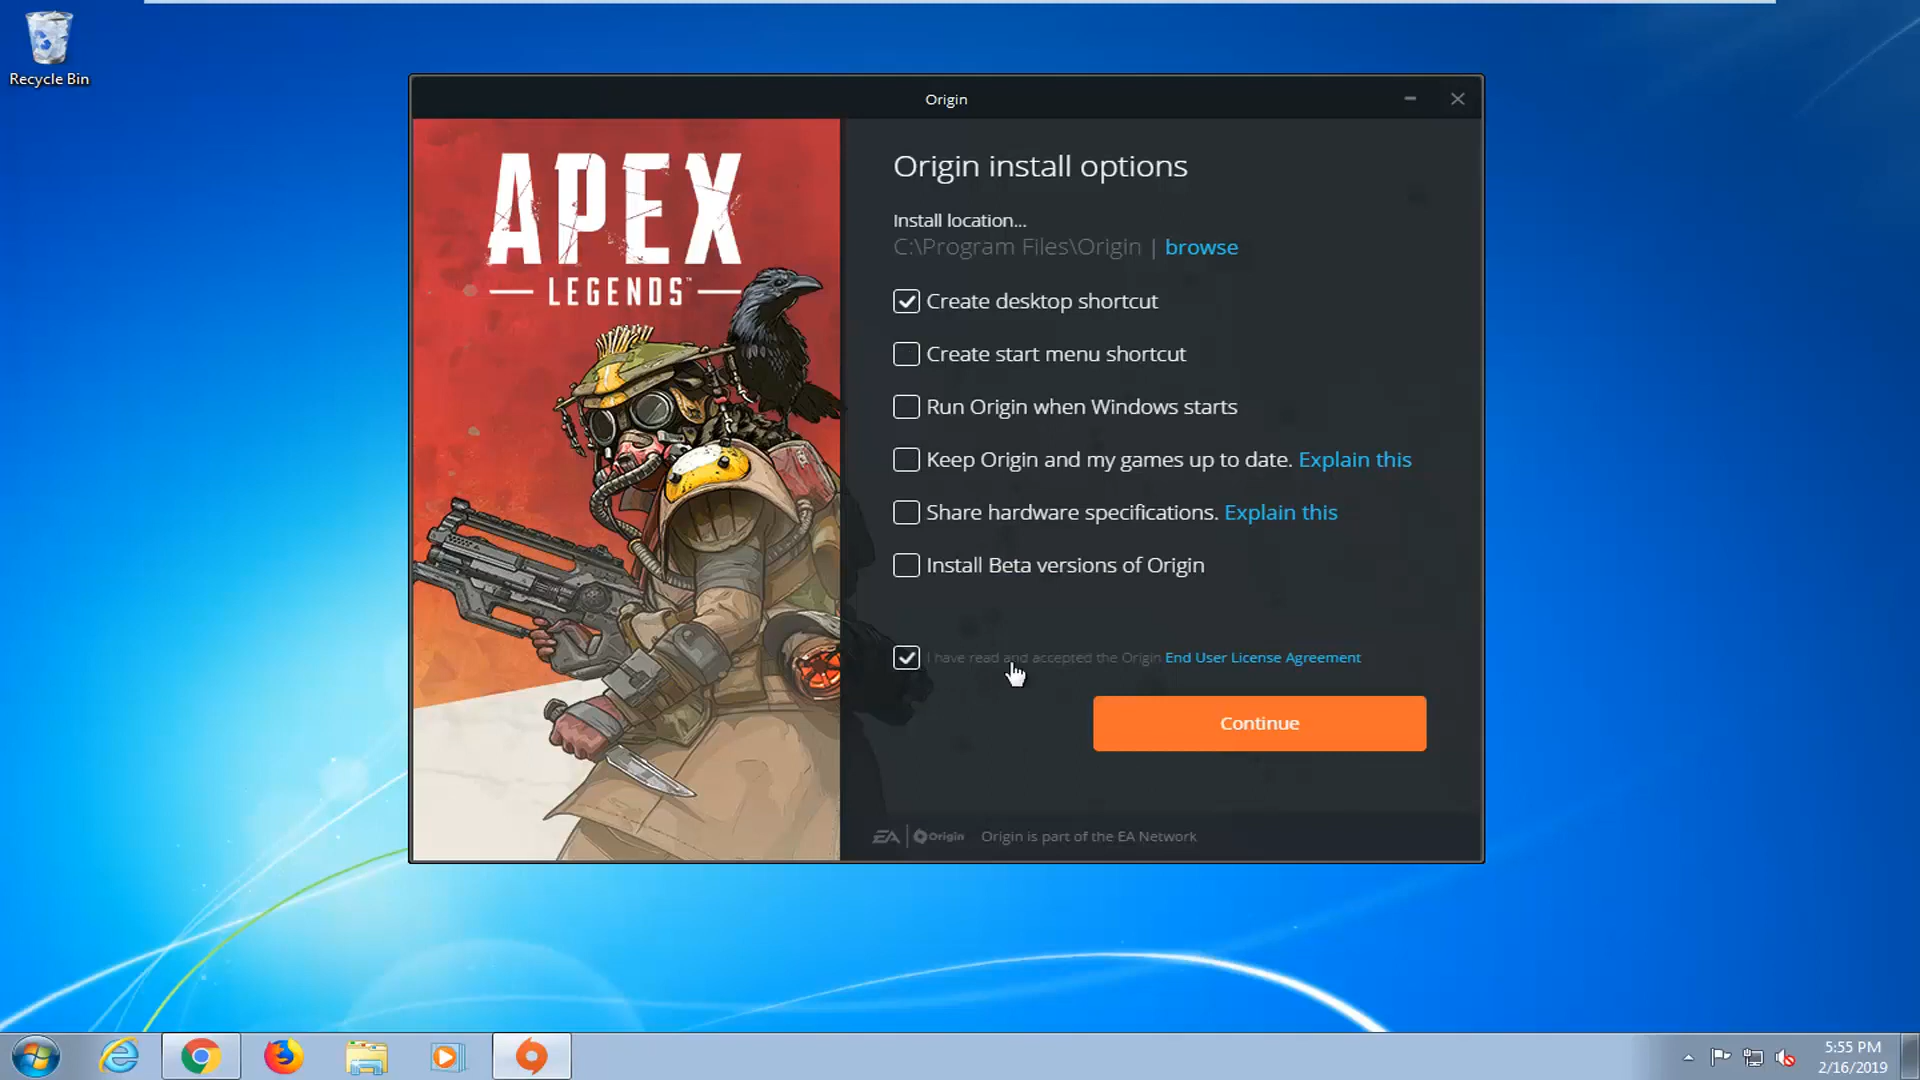 Recycle Bin
Origin
APEX
LEGENDS™
Origin install options
Install location...
C:\Program Files\Origin | browse
Create desktop shortcut
Create start menu shortcut
Run Origin when Windows starts
Keep Origin and my games up to date. Explain this
Share hardware specifications. Explain this
Install Beta versions of Origin
I have read and accepted the Origin End User License Agreement
Continue
EA | Origin Origin is part of the EA Network
5:55 PM
2/16/2019